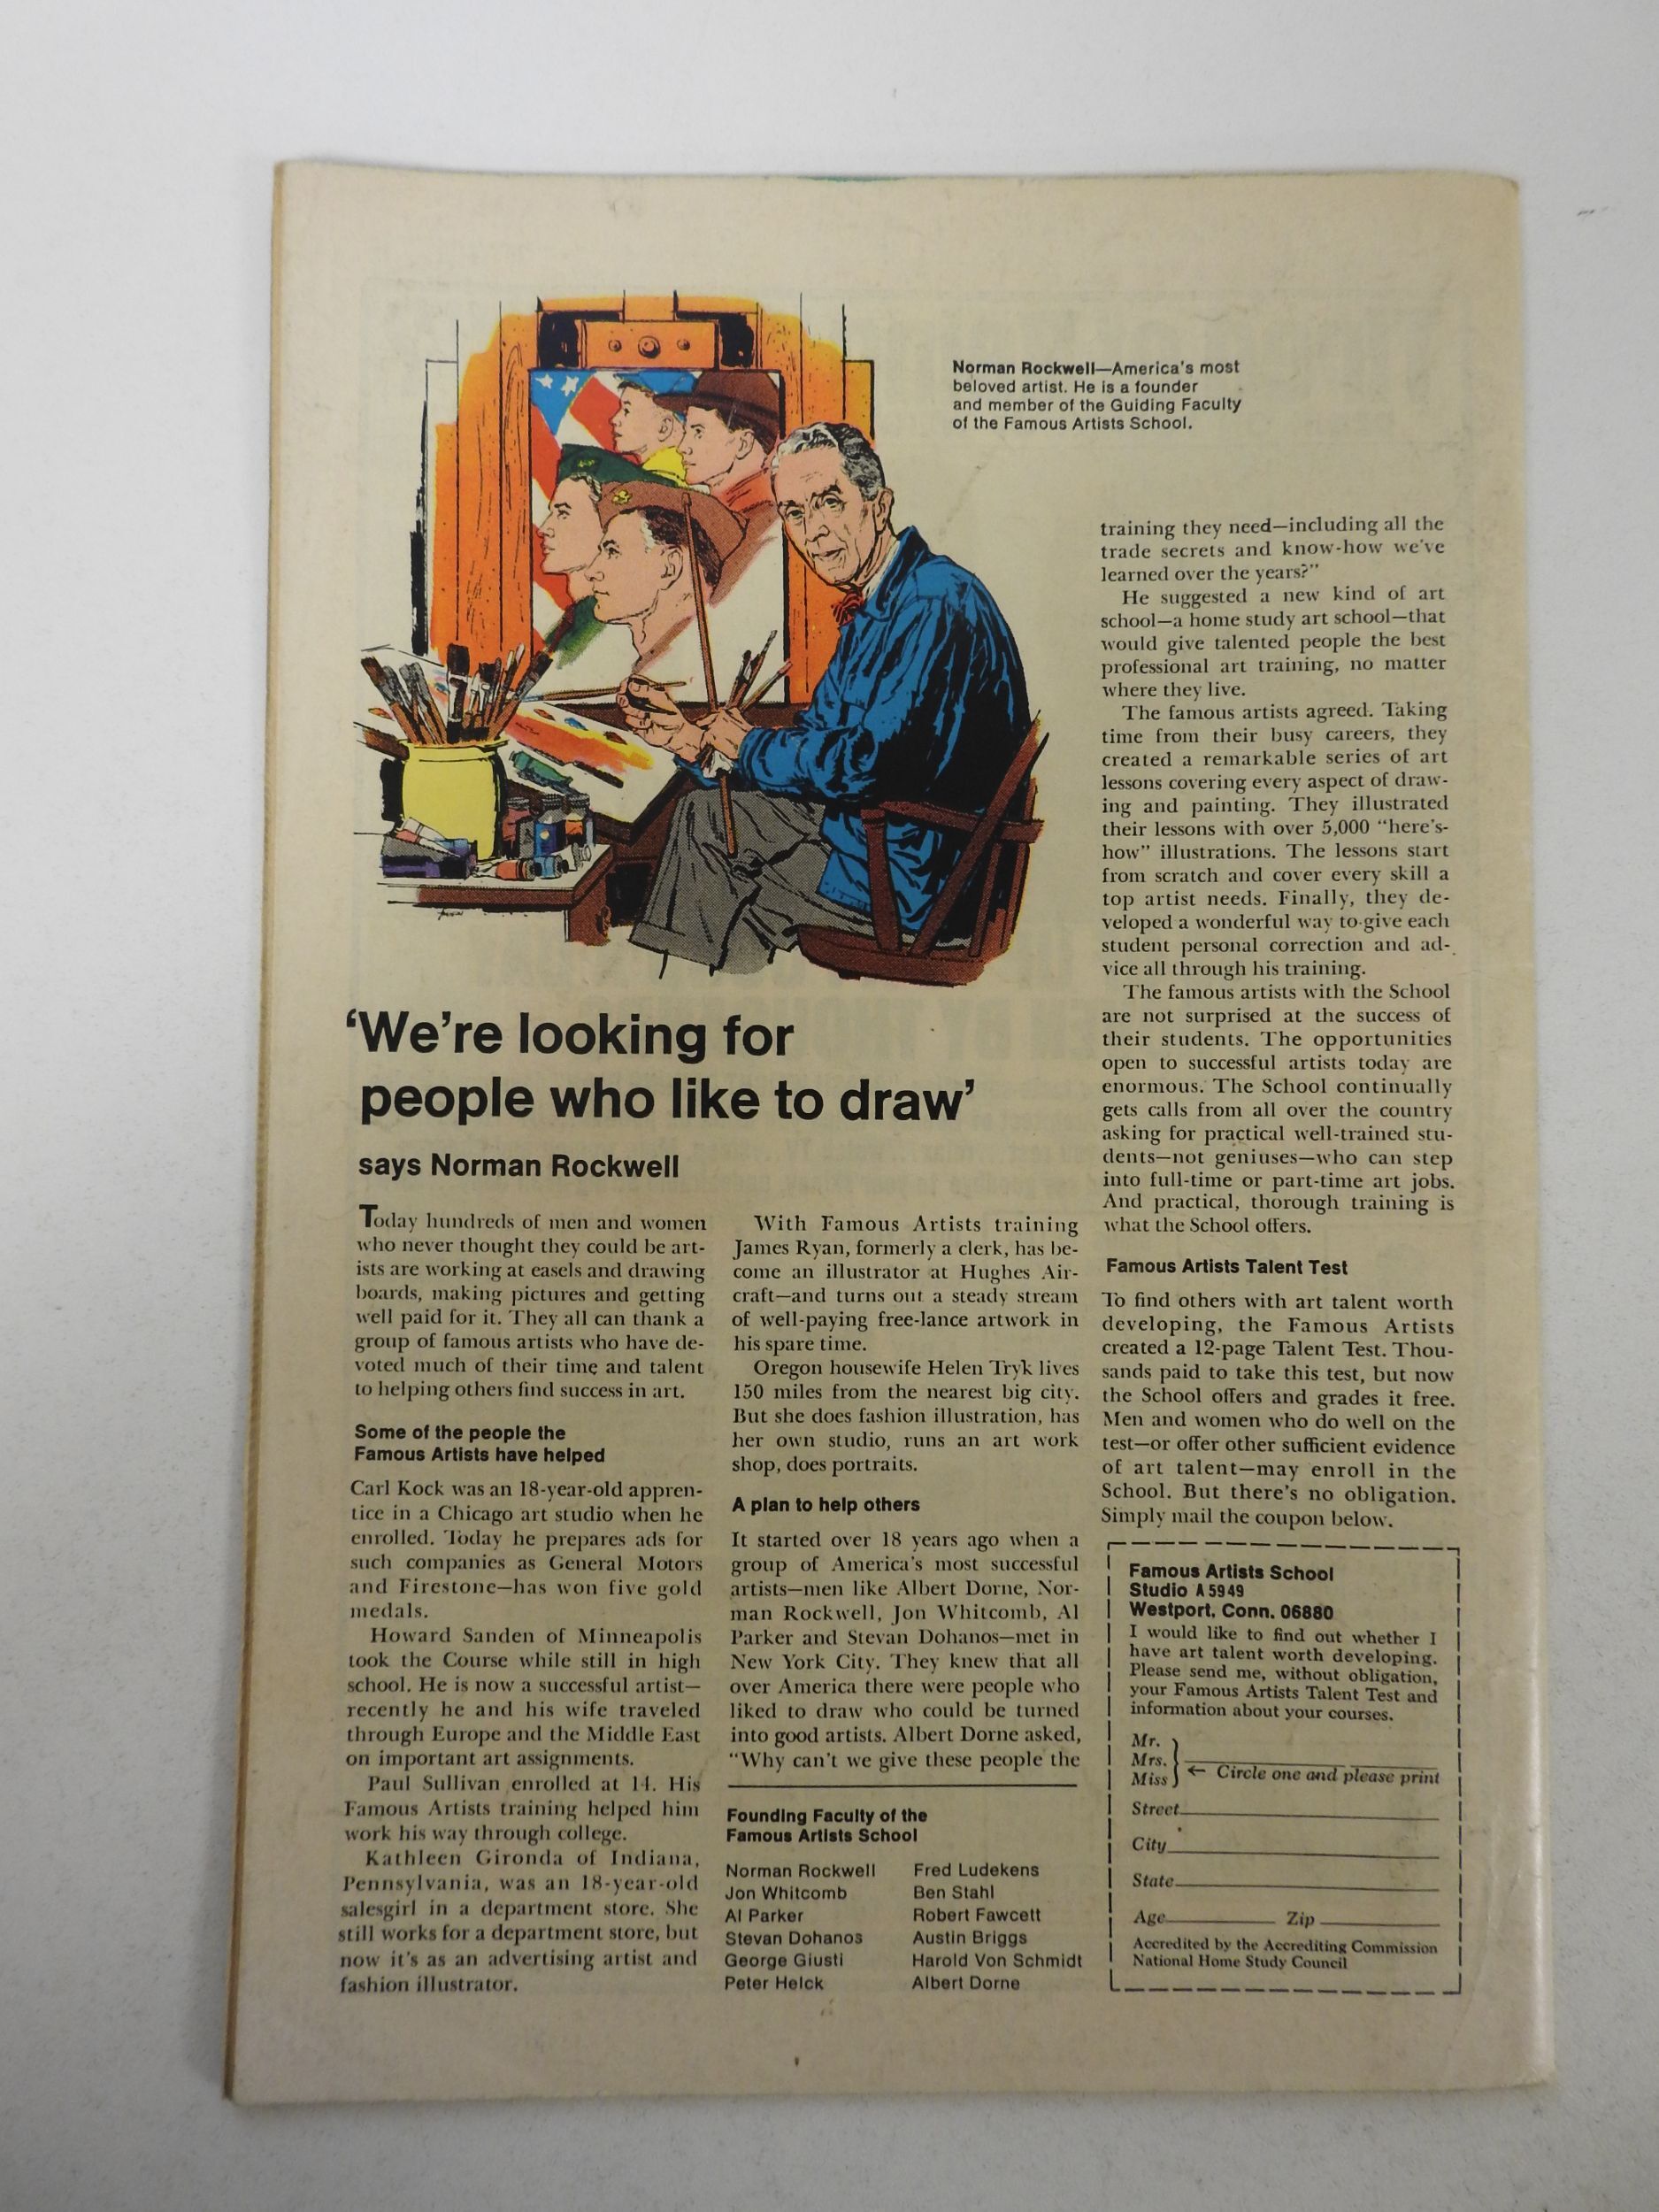 Norman Rockwell—America's most
beloved artist. He is a founder
and member of the Guiding Faculty
of the Famous Artists School.
'We're looking for
people who like to draw'
says Norman Rockwell
Today hundreds of men and women
who never thought they could be art-
ists are working at easels and drawing
boards, making pictures and getting
well paid for it. They all can thank a
group of famous artists who have de-
voted much of their time and talent
to helping others find success in art.
Some of the people the
Famous Artists have helped
Carl Kock was an 18-year-old appren-
tice in a Chicago art studio when he
enrolled. Today he prepares ads for
such companies as General Motors
and Firestone—has won five gold
medals.
Howard Sanden of Minneapolis
took the Course while still in high
school. He is now a successful artist—
recently he and his wife traveled
through Europe and the Middle East
on important art assignments.
Paul Sullivan enrolled at 14. His
Famous Artists training helped him
work his way through college.
Kathleen Gironda of Indiana,
Pennsylvania, was an 18-year-old
salesgirl in a department store. She
still works for a department store, but
now it's as an advertising artist and
fashion illustrator.
With Famous Artists training
James Ryan, formerly a clerk, has be-
come an illustrator at Hughes Air-
craft—and turns out a steady stream
of well-paying free-lance artwork in
his spare time.
Oregon housewife Helen Tryk lives
150 miles from the nearest big city.
But she does fashion illustration, has
her own studio, runs an art work
shop, does portraits.
A plan to help others
It started over 18 years ago when a
group of America's most successful
artists—men like Albert Dorne, Nor-
man Rockwell, Jon Whitcomb, Al
Parker and Stevan Dohanos—met in
New York City. They knew that all
over America there were people who
liked to draw who could be turned
into good artists. Albert Dorne asked,
"Why can't we give these people the
Founding Faculty of the
Famous Artists School
Norman Rockwell
Jon Whitcomb
Al Parker
Stevan Dohanos
George Giusti
Peter Helck
Fred Ludekens
Ben Stahl
Robert Fawcett
Austin Briggs
Harold Von Schmidt
Albert Dorne
training they need—including all the
trade secrets and know-how we've
learned over the years?"
He suggested a new kind of art
school—a home study art school—that
would give talented people the best
professional art training, no matter
where they live.
The famous artists agreed. Taking
time from their busy careers, they
created a remarkable series of art
lessons covering every aspect of draw-
ing and painting. They illustrated
their lessons with over 5,000 "here's-
how" illustrations. The lessons start
from scratch and cover every skill a
top artist needs. Finally, they de-
veloped a wonderful way to give each
student personal correction and ad-
vice all through his training.
The famous artists with the School
are not surprised at the success of
their students. The opportunities
open to successful artists today are
enormous. The School continually
gets calls from all over the country
asking for practical well-trained stu-
dents—not geniuses—who can step
into full-time or part-time art jobs.
And practical, thorough training is
what the School offers.
Famous Artists Talent Test
To find others with art talent worth
developing, the Famous Artists
created a 12-page Talent Test. Thou-
sands paid to take this test, but now
the School offers and grades it free.
Men and women who do well on the
test—or offer other sufficient evidence
of art talent—may enroll in the
School. But there's no obligation.
Simply mail the coupon below.
Famous Artists School
Studio A5949
Westport, Conn. 06880
I would like to find out whether I
have art talent worth developing.
Please send me, without obligation,
your Famous Artists Talent Test and
information about your courses.
Mr.
Mrs.
Miss
← Circle one and please print
Street
City
State
Age Zip
Accredited by the Accrediting Commission
National Home Study Council